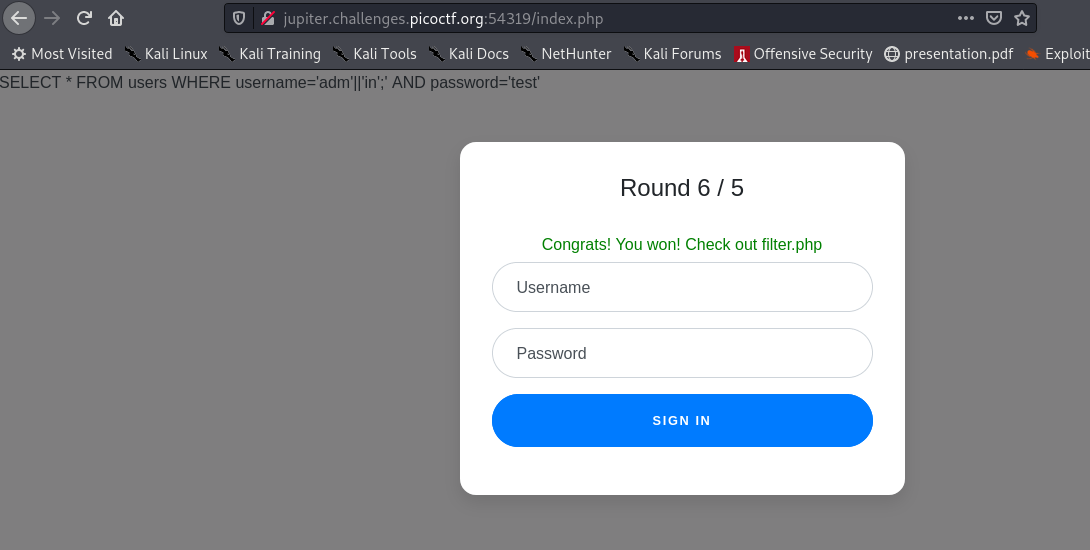 jupiter.challenges.picoctf.org:54319/index.php
Most Visited Kali Linux Kali Training Kali Tools Kali Docs NetHunter Kali Forums Offensive Security presentation.pdf Exploit
SELECT * FROM users WHERE username='adm'||'in';' AND password='test'
Round 6 / 5
Congrats! You won! Check out filter.php
Username
Password
SIGN IN